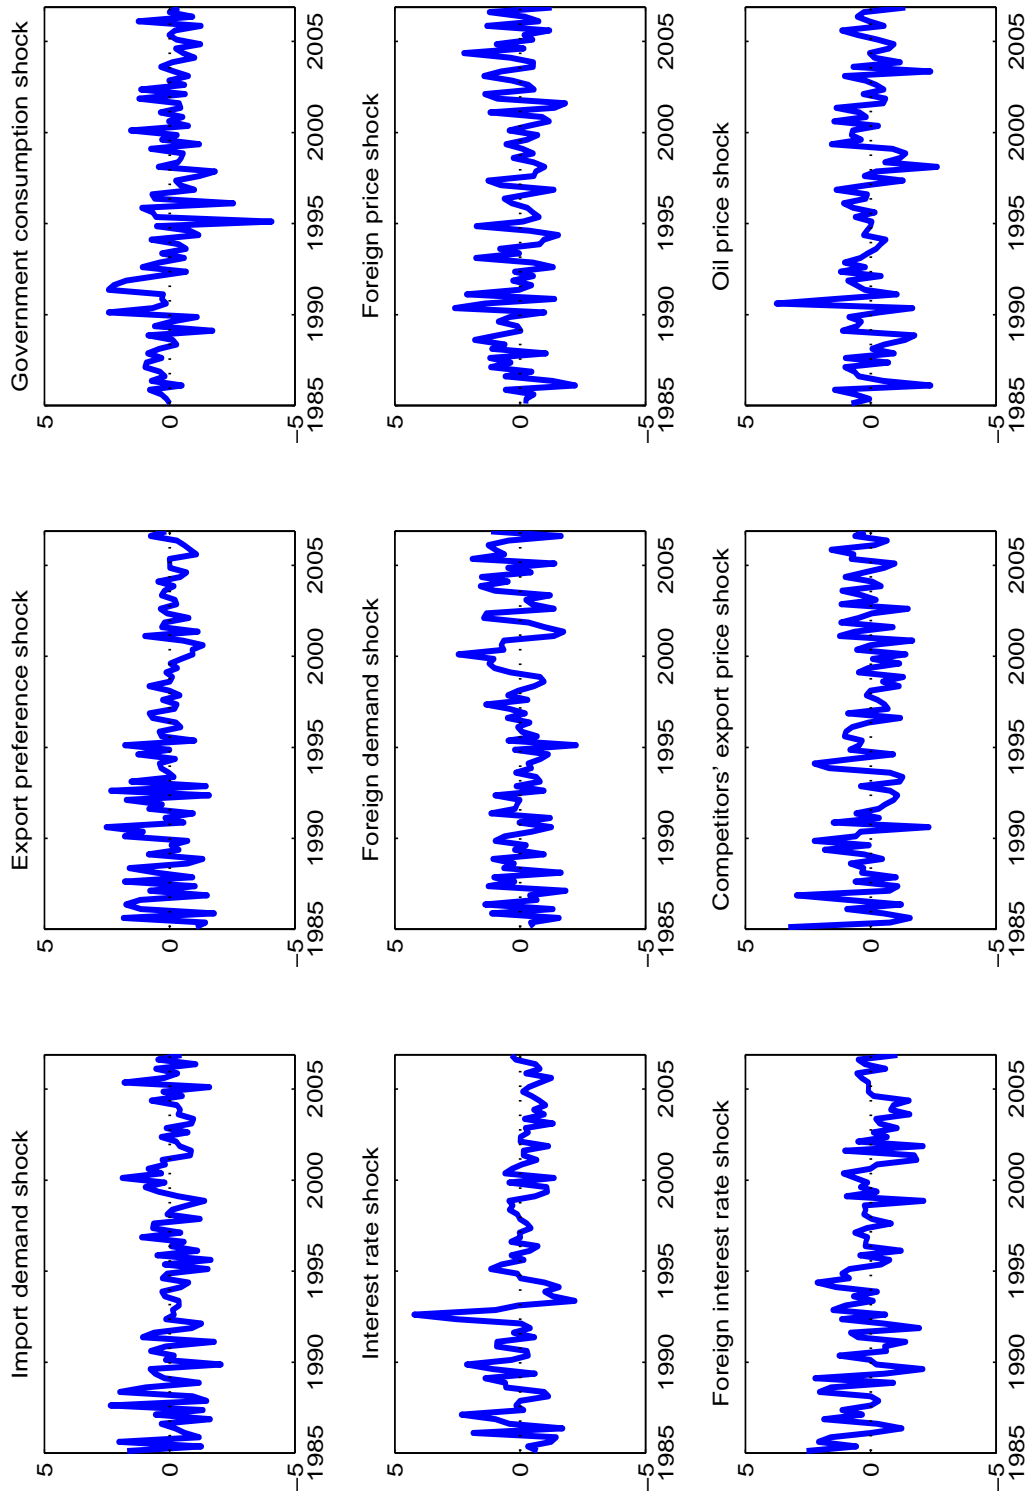 Import demand shock
5
0
−5
1985 1990 1995 2000 2005
Export preference shock
5
0
−5
1985 1990 1995 2000 2005
Government consumption shock
5
0
−5
1985 1990 1995 2000 2005
Interest rate shock
5
0
−5
1985 1990 1995 2000 2005
Foreign demand shock
5
0
−5
1985 1990 1995 2000 2005
Foreign price shock
5
0
−5
1985 1990 1995 2000 2005
Foreign interest rate shock
5
0
−5
1985 1990 1995 2000 2005
Competitors' export price shock
5
0
−5
1985 1990 1995 2000 2005
Oil price shock
5
0
−5
1985 1990 1995 2000 2005